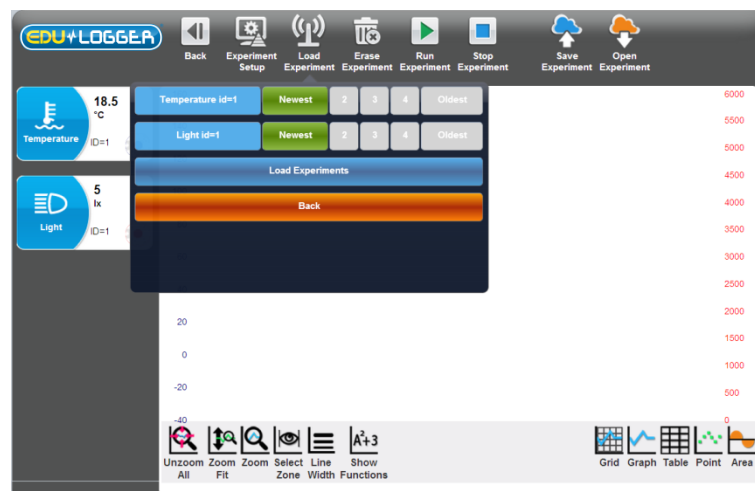 EDU LOGGER
Back
Experiment Setup
Load Experiment
Erase Experiment
Run Experiment
Stop Experiment
Save Experiment
Open Experiment
18.5
°C
Temperature
ID=1
5
lx
Light
ID=1
Temperature id=1 Newest 2 3 4 Oldest
Light id=1 Newest 2 3 4 Oldest
Load Experiments
Back
20
0
-20
-40
6000
5500
5000
4500
4000
3500
3000
2500
2000
1500
1000
500
0
Unzoom All
Zoom Fit
Zoom
Select Zone
Line Width
A²+3
Show Functions
Grid
Graph
Table
Point
Area